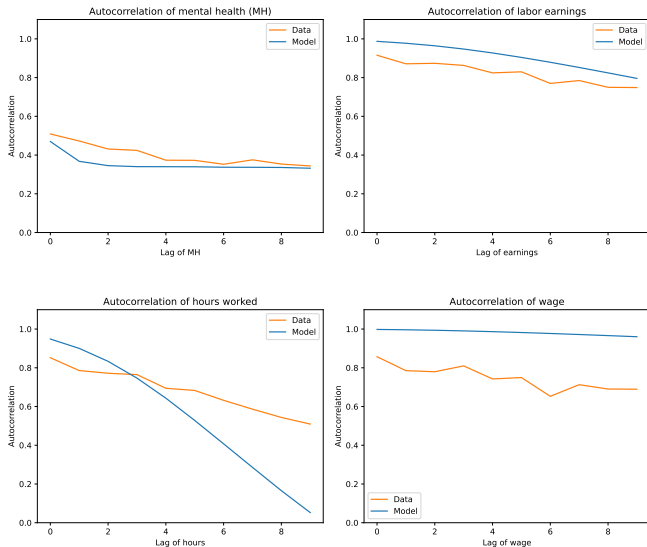 Autocorrelation of mental health (MH)
Autocorrelation
1.0
0.8
0.6
0.4
0.2
0.0
Data
Model
0 2 4 6 8
Lag of MH
Autocorrelation of labor earnings
Autocorrelation
1.0
0.8
0.6
0.4
0.2
0.0
Data
Model
0 2 4 6 8
Lag of earnings
Autocorrelation of hours worked
Autocorrelation
1.0
0.8
0.6
0.4
0.2
0.0
Data
Model
0 2 4 6 8
Lag of hours
Autocorrelation of wage
Autocorrelation
1.0
0.8
0.6
0.4
0.2
0.0
Data
Model
0 2 4 6 8
Lag of wage